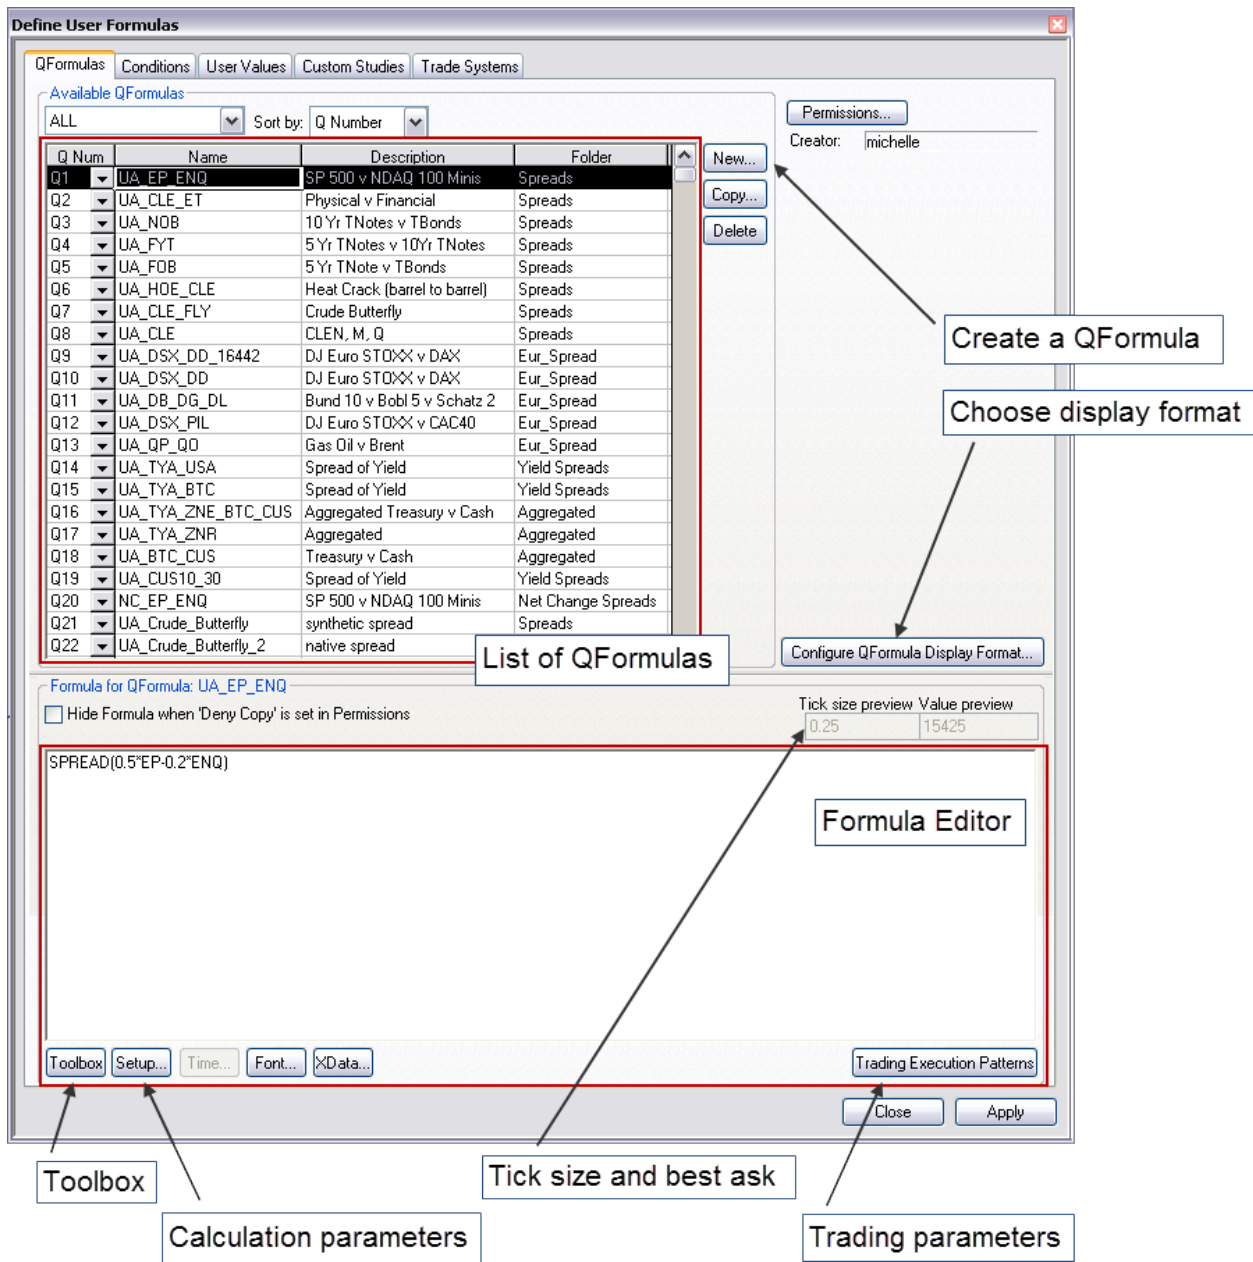 Define User Formulas
QFormulas Conditions User Values Custom Studies Trade Systems
Available QFormulas
ALL Sort by: Q Number
Permissions...
Creator: michelle
Q Num Name Description Folder
New...
Copy...
Delete
Q1 UA_EP_ENQ SP 500 v NDAQ 100 Minis Spreads
Q2 UA_CLE_ET Physical v Financial Spreads
Q3 UA_NOB 10 Yr TNotes v TBonds Spreads
Q4 UA_FYT 5 Yr TNotes v 10Yr TNotes Spreads
Q5 UA_FOB 5 Yr TNote v TBonds Spreads
Q6 UA_HOE_CLE Heat Crack (barrel to barrel) Spreads
Q7 UA_CLE_FLY Crude Butterfly Spreads
Q8 UA_CLE CLEN, M, Q Spreads
Q9 UA_DSX_DD_16442 DJ Euro STOXX v DAX Eur_Spread
Q10 UA_DSX_DD DJ Euro STOXX v DAX Eur_Spread
Q11 UA_DB_DG_DL Bund 10 v Bobl 5 v Schatz 2 Eur_Spread
Q12 UA_DSX_PIL DJ Euro STOXX v CAC40 Eur_Spread
Q13 UA_QP_QO Gas Oil v Brent Eur_Spread
Q14 UA_TYA_USA Spread of Yield Yield Spreads
Q15 UA_TYA_BTC Spread of Yield Yield Spreads
Q16 UA_TYA_ZNE_BTC_CUS Aggregated Treasury v Cash Aggregated
Q17 UA_TYA_ZNR Aggregated Aggregated
Q18 UA_BTC_CUS Treasury v Cash Aggregated
Q19 UA_CUS10_30 Spread of Yield Yield Spreads
Q20 NC_EP_ENQ SP 500 v NDAQ 100 Minis Net Change Spreads
Q21 UA_Crude_Butterfly synthetic spread Spreads
Q22 UA_Crude_Butterfly_2 native spread
Create a QFormula
Choose display format
List of QFormulas
Configure QFormula Display Format...
Formula for QFormula: UA_EP_ENQ
Hide Formula when 'Deny Copy' is set in Permissions
Tick size preview Value preview
0.25 15425
SPREAD(0.5*EP-0.2*ENQ)
Formula Editor
Toolbox Setup... Time... Font... XData... Trading Execution Patterns
Close Apply
Toolbox
Tick size and best ask
Calculation parameters
Trading parameters